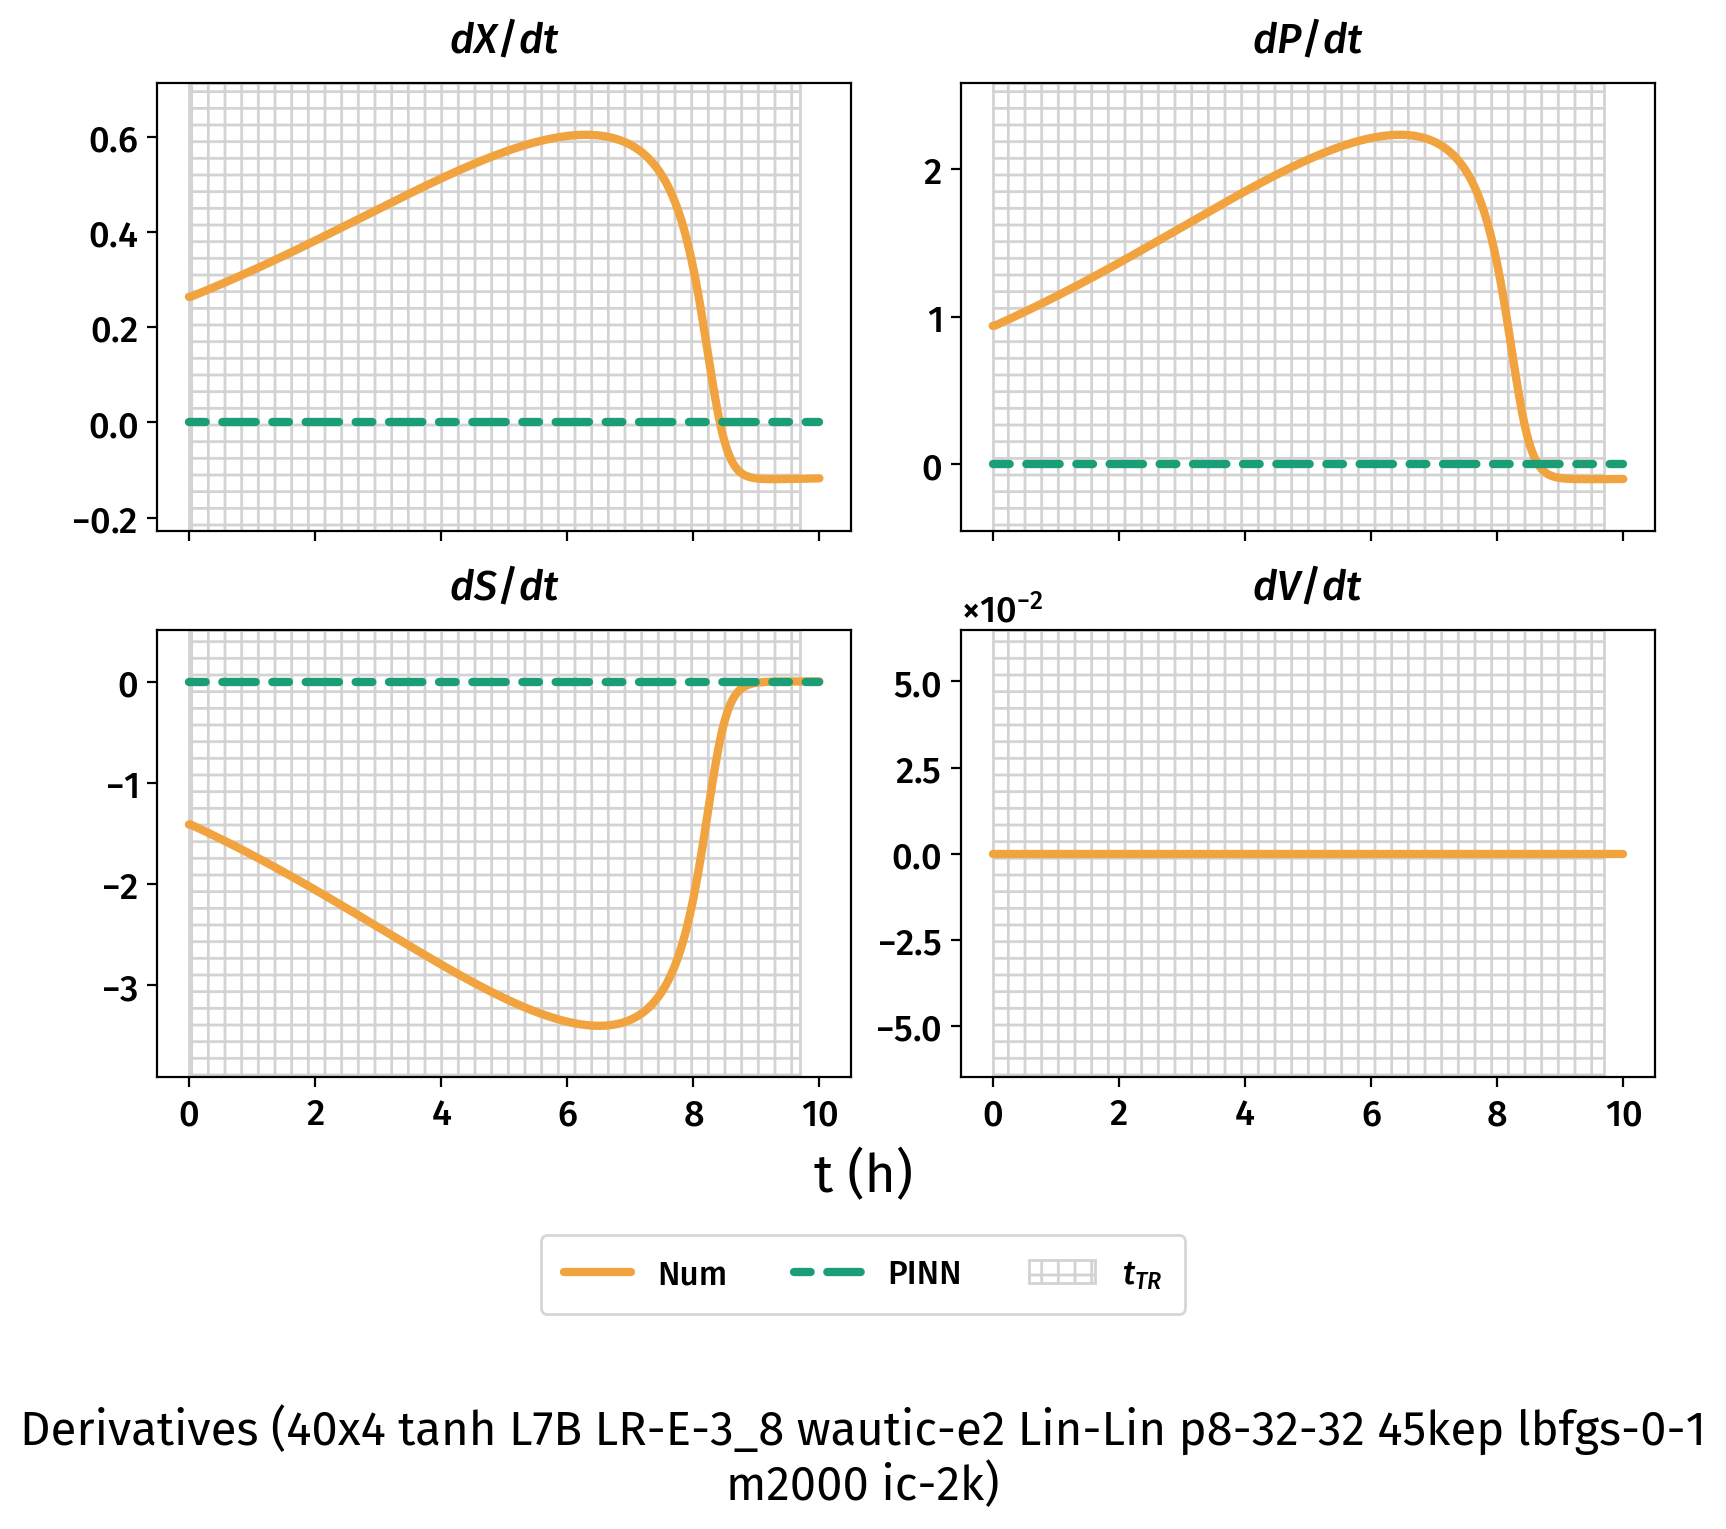 dX/dt
dP/dt
0.6
0.4
0.2
0.0
−0.2
2
1
0
dS/dt
dV/dt
×10⁻²
0
−1
−2
−3
5.0
2.5
0.0
−2.5
−5.0
0 2 4 6 8 10
0 2 4 6 8 10
t (h)
Num PINN t_TR
Derivatives (40x4 tanh L7B LR-E-3_8 wautic-e2 Lin-Lin p8-32-32 45kep lbfgs-0-1
m2000 ic-2k)